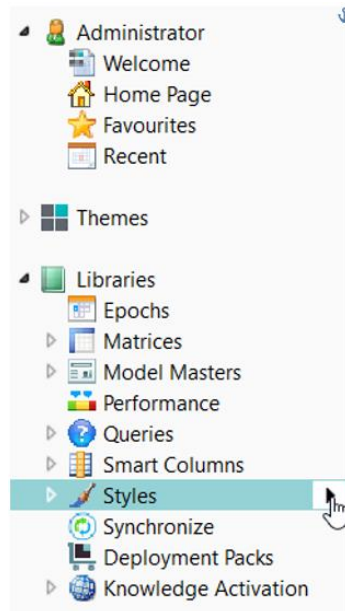 Administrator
Welcome
Home Page
Favourites
Recent
Themes
Libraries
Epochs
Matrices
Model Masters
Performance
Queries
Smart Columns
Styles
Synchronize
Deployment Packs
Knowledge Activation